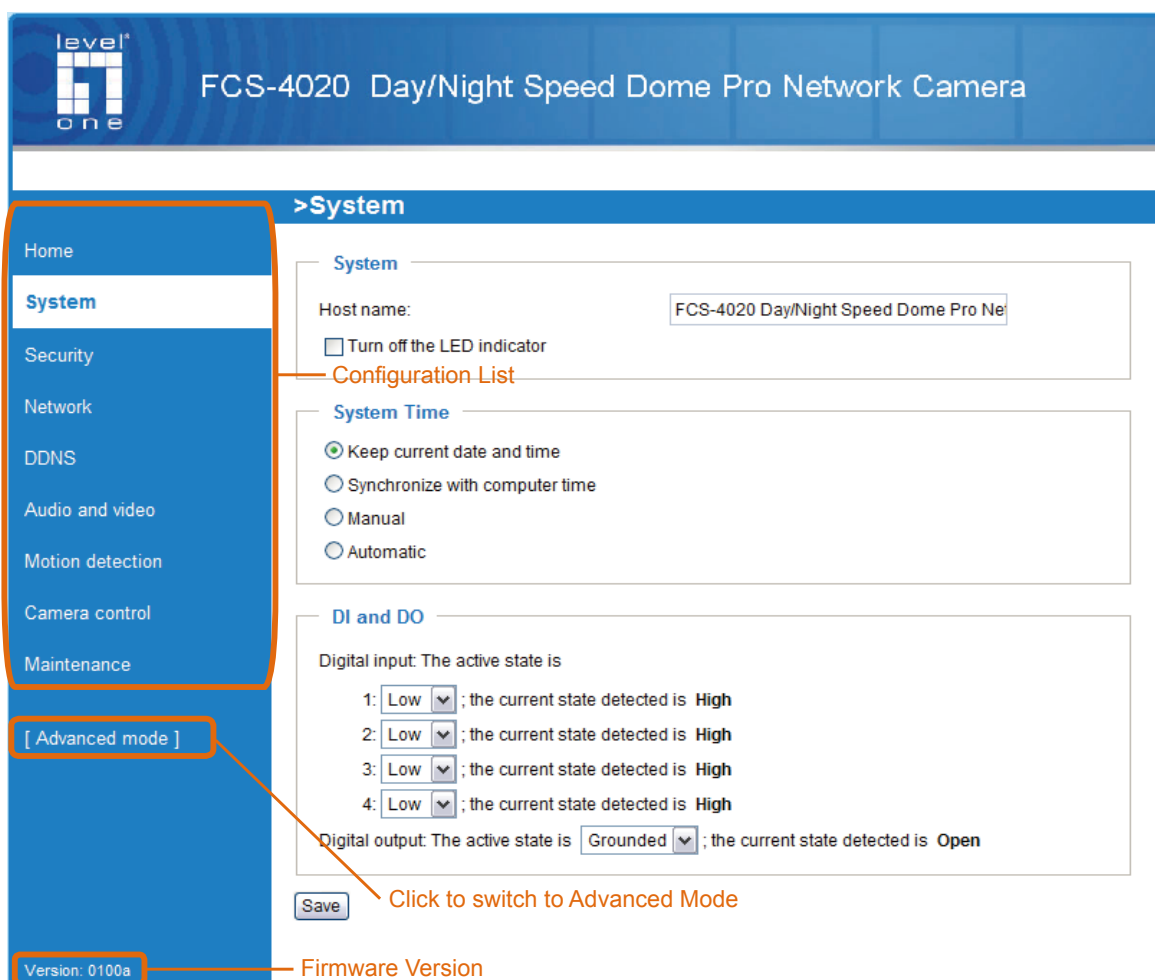 level
one
FCS-4020 Day/Night Speed Dome Pro Network Camera
>System
Home
System
Security
Network
DDNS
Audio and video
Motion detection
Camera control
Maintenance
[ Advanced mode ]
Version: 0100a
System
Host name: FCS-4020 Day/Night Speed Dome Pro Net
Turn off the LED indicator
Configuration List
System Time
Keep current date and time
Synchronize with computer time
Manual
Automatic
DI and DO
Digital input: The active state is
1: Low ; the current state detected is High
2: Low ; the current state detected is High
3: Low ; the current state detected is High
4: Low ; the current state detected is High
Digital output: The active state is Grounded ; the current state detected is Open
Save
Click to switch to Advanced Mode
Firmware Version